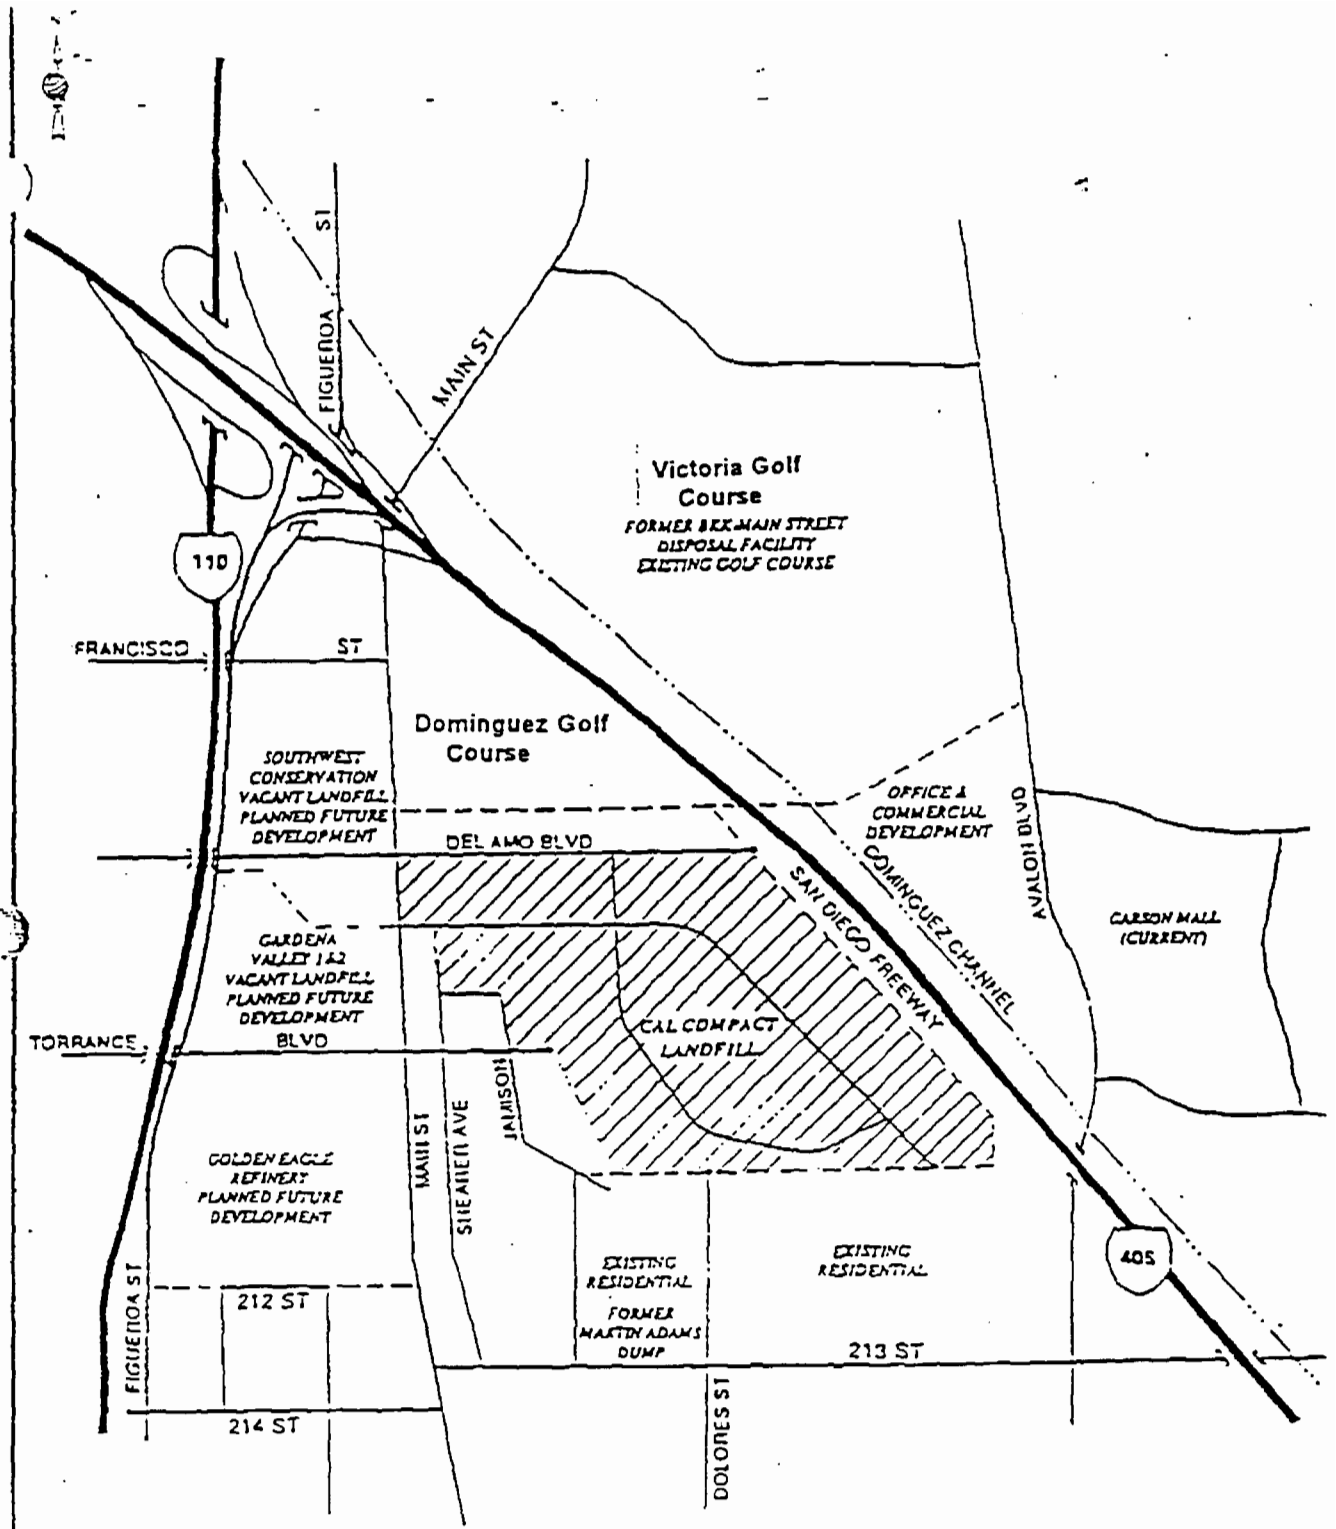 FIGUEROA ST
MAIN ST
Victoria Golf
Course
FORMER BKK-MAIN STREET
DISPOSAL FACILITY
EXISTING GOLF COURSE
110
FRANCISCO ST
Dominguez Golf
Course
SOUTHWEST
CONSERVATION
VACANT LANDFILL
PLANNED FUTURE
DEVELOPMENT
OFFICE &
COMMERCIAL
DEVELOPMENT
DEL AMO BLVD
AVALON BLVD
SAN DIEGO FREEWAY
DOMINGUEZ CHANNEL
CARSON MALL
(CURRENT)
GARDENA
VALLEY 1&2
VACANT LANDFILL
PLANNED FUTURE
DEVELOPMENT
TORRANCE BLVD
CAL COMPACT
LANDFILL
JAMISON
MAIN ST
SHEARER AVE
GOLDEN EAGLE
REFINERY
PLANNED FUTURE
DEVELOPMENT
EXISTING
RESIDENTIAL
FORMER
MARTIN ADAMS
DUMP
EXISTING
RESIDENTIAL
405
FIGUEROA ST
212 ST
213 ST
214 ST
DOLORES ST